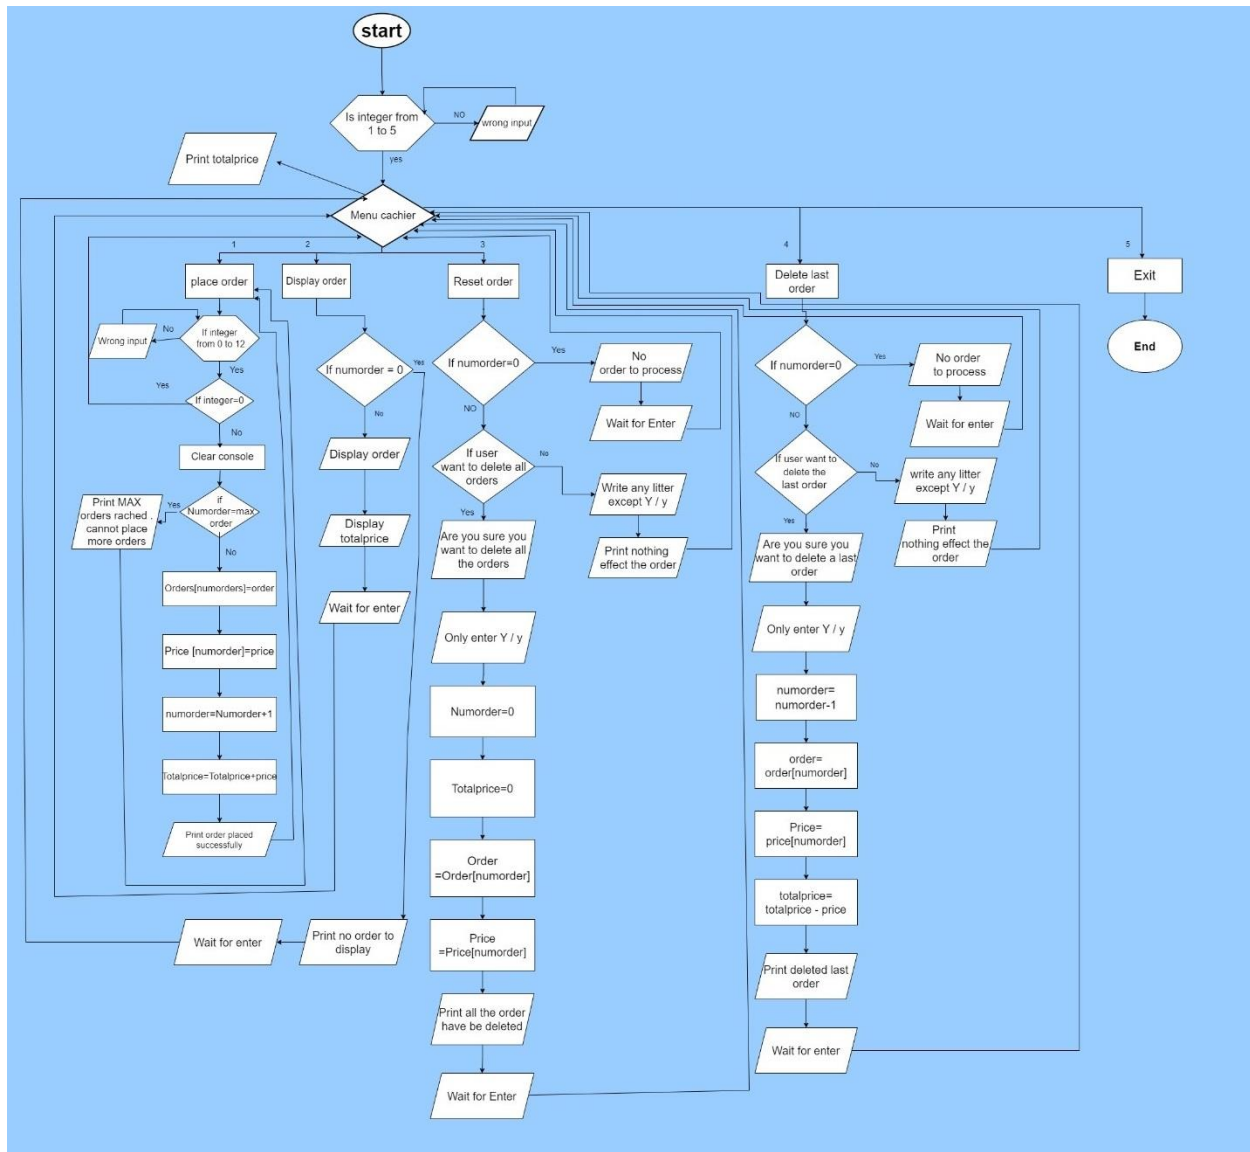 start
Is integer from
1 to 5
NO
wrong input
yes
Print totalprice
Menu cachier
1
2
3
4
5
place order
Display order
Reset order
Delete last
order
Exit
End
Wrong input
No
If integer
from 0 to 12
Yes
Yes
If integer=0
No
Clear console
if
Numorder=max
order
Yes
Print MAX
orders rached .
cannot place
more orders
No
Orders[numorders]=order
Price [numorder]=price
numorder=Numorder+1
Totalprice=Totalprice+price
Print order placed
successfully
If numorder = 0
Yes
No
Display order
Display
totalprice
Wait for enter
Print no order to
display
Wait for enter
If numorder=0
Yes
No
order to process
Wait for Enter
NO
If user
want to delete all
orders
No
Write any litter
except Y / y
Print nothing
effect the order
Yes
Are you sure you
want to delete all
the orders
Only enter Y / y
Numorder=0
Totalprice=0
Order
=Order[numorder]
Price
=Price[numorder]
Print all the order
have be deleted
Wait for Enter
If numorder=0
Yes
No order
to process
Wait for enter
NO
If user want to
delete the
last order
No
write any litter
except Y / y
Print
nothing effect the
order
Yes
Are you sure you
want to delete a last
order
Only enter Y / y
numorder=
numorder-1
order=
order[numorder]
Price=
price[numorder]
totalprice=
totalprice - price
Print deleted last
order
Wait for enter